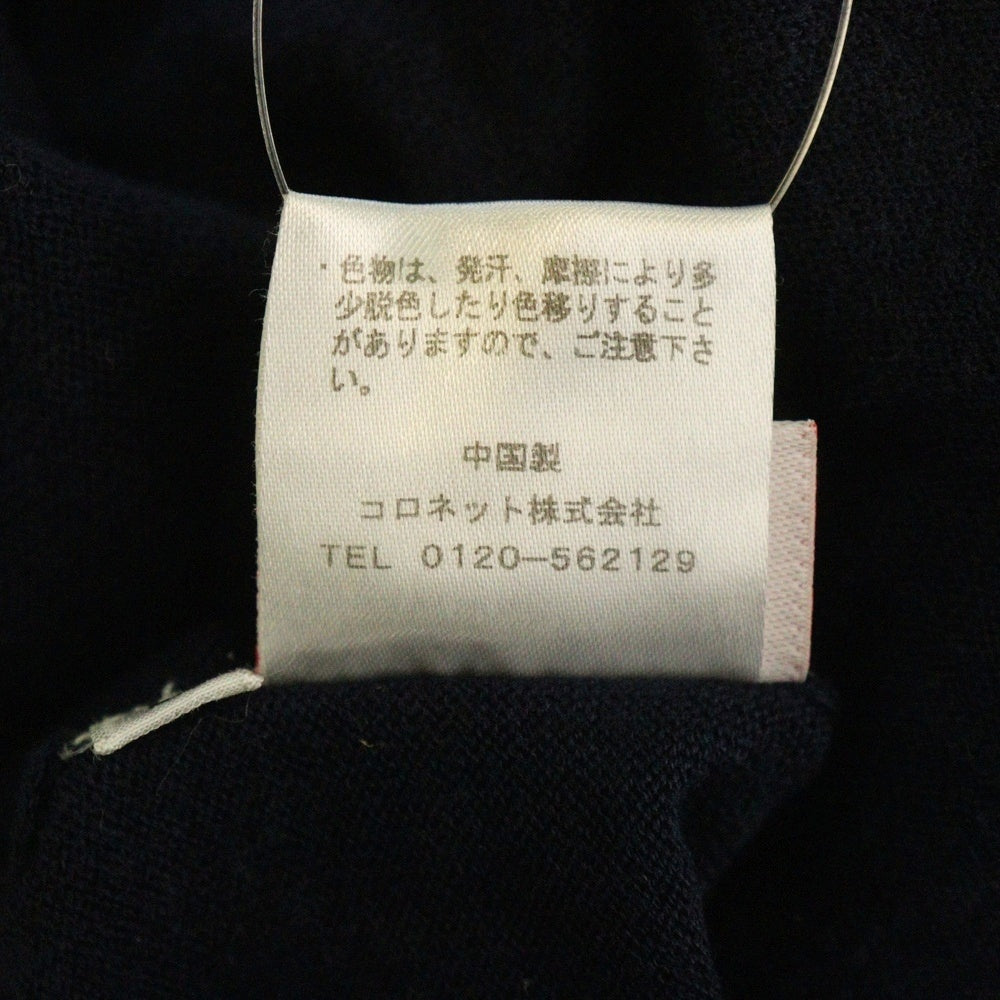 ・色物は、発汗、摩擦により多
少脱色したり色移りすること
がありますので、ご注意下さ
い。
中国製
コロネット株式会社
TEL 0120-562129